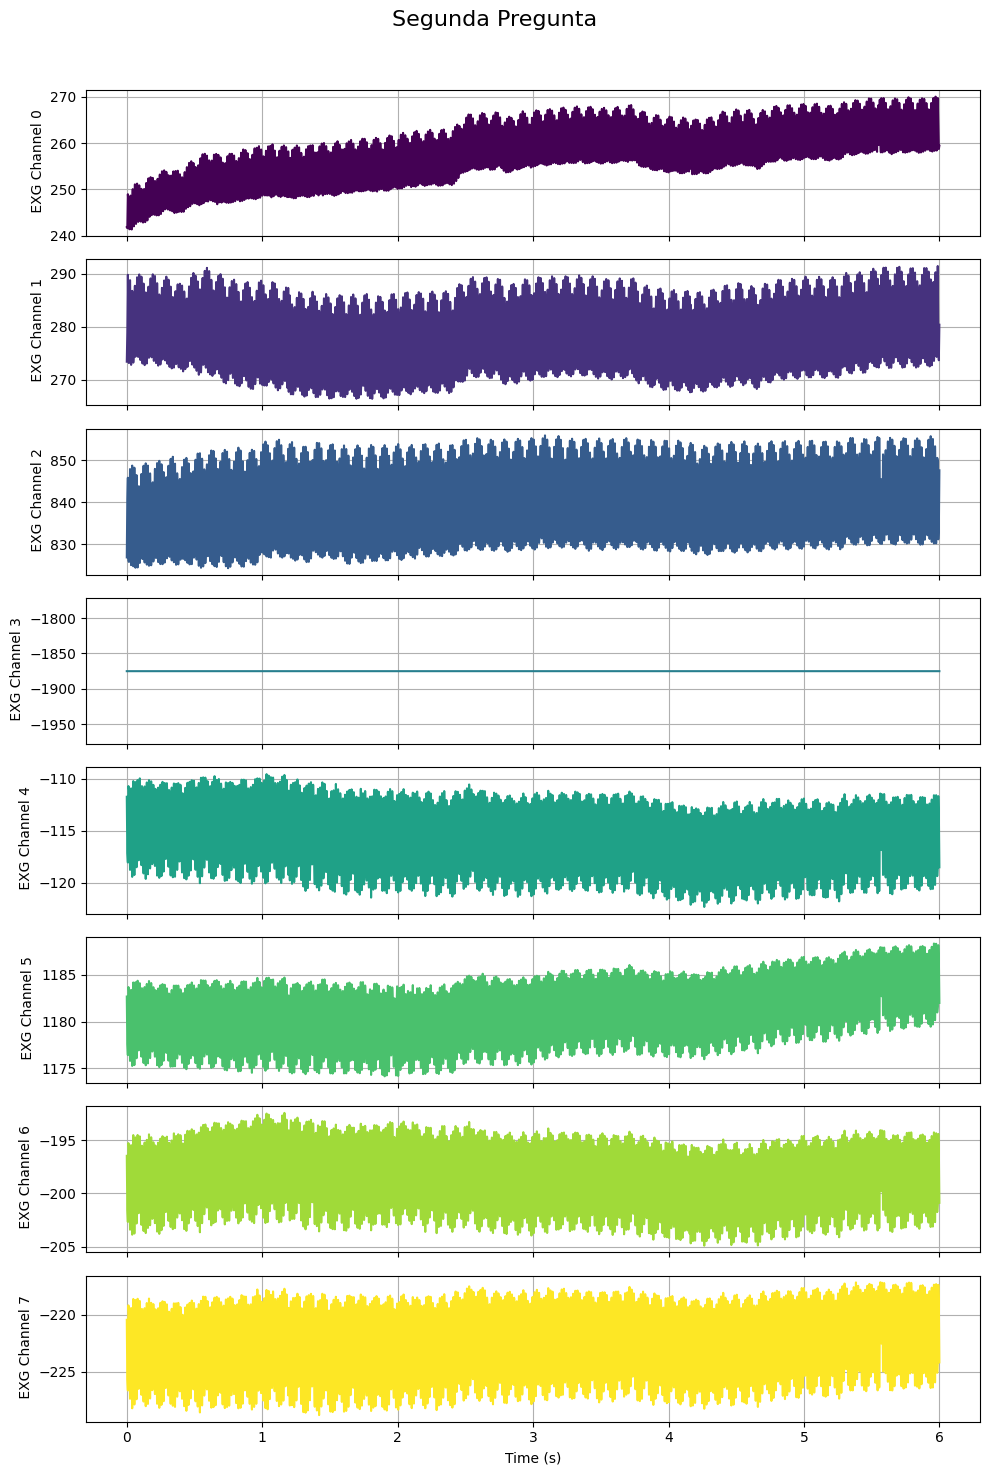 Segunda Pregunta
EXG Channel 0
270
260
250
240
EXG Channel 1
290
280
270
EXG Channel 2
850
840
830
EXG Channel 3
−1800
−1850
−1900
−1950
EXG Channel 4
−110
−115
−120
EXG Channel 5
1185
1180
1175
EXG Channel 6
−195
−200
−205
EXG Channel 7
−220
−225
0 1 2 3 4 5 6
Time (s)